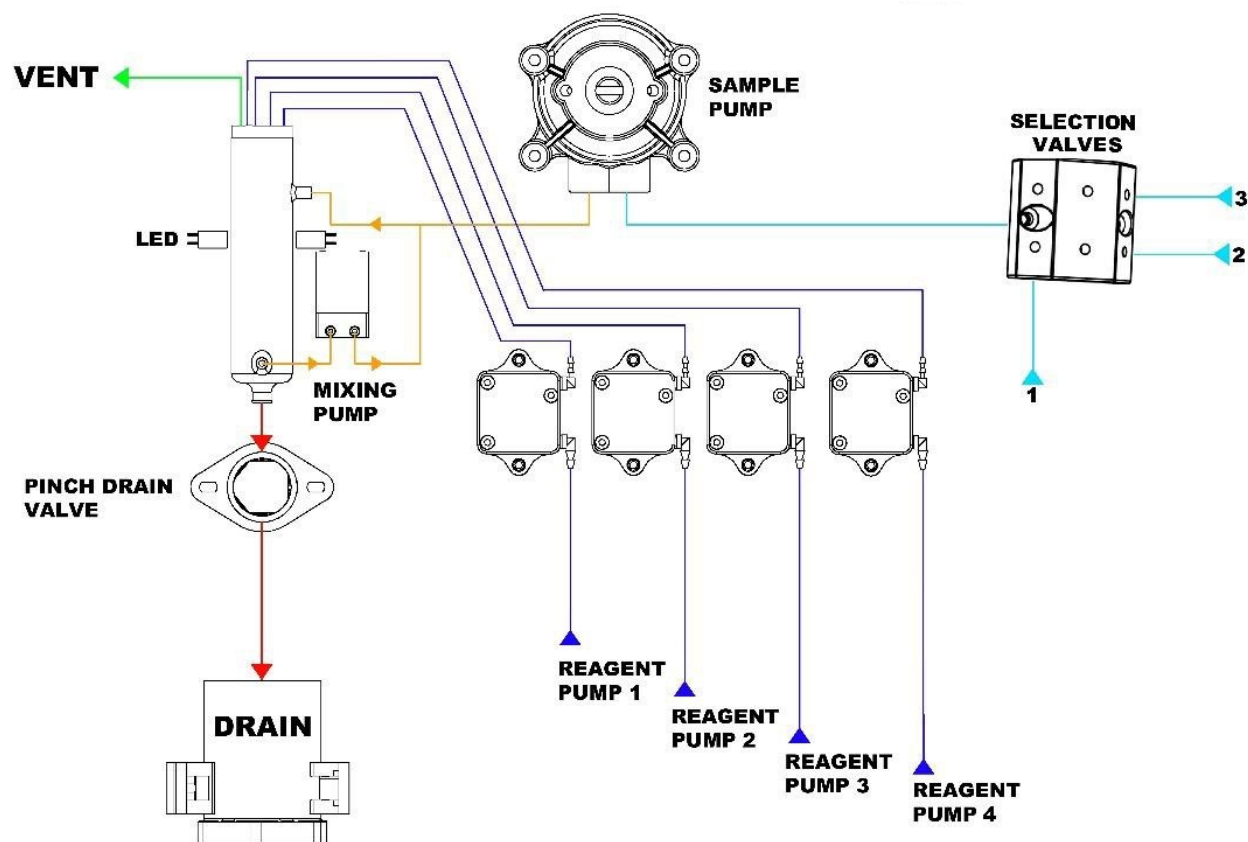 VENT
SAMPLE
PUMP
SELECTION
VALVES
3
LED
2
1
MIXING
PUMP
PINCH DRAIN
VALVE
REAGENT
PUMP 1
REAGENT
PUMP 2
REAGENT
PUMP 3
REAGENT
PUMP 4
DRAIN